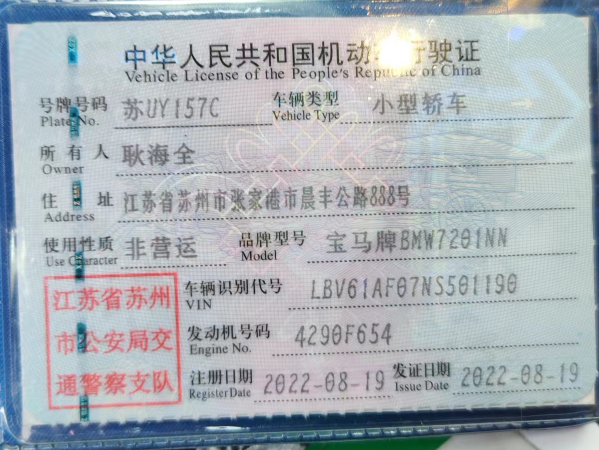 中华人民共和国机动车行驶证
Vehicle License of the People's Republic of China
号牌号码 苏UY157C 车辆类型 小型轿车
Plate No. Vehicle Type
所有人 耿海全
Owner
住址 江苏省苏州市张家港市晨丰公路888号
Address
使用性质 非营运 品牌型号 宝马牌BMW7201NN
Use Character Model
江苏省苏州
市公安局交
通警察支队
车辆识别代号 LBV61AF07NS501190
VIN
发动机号码 4290F654
Engine No.
注册日期 2022-08-19 发证日期 2022-08-19
Register Date Issue Date